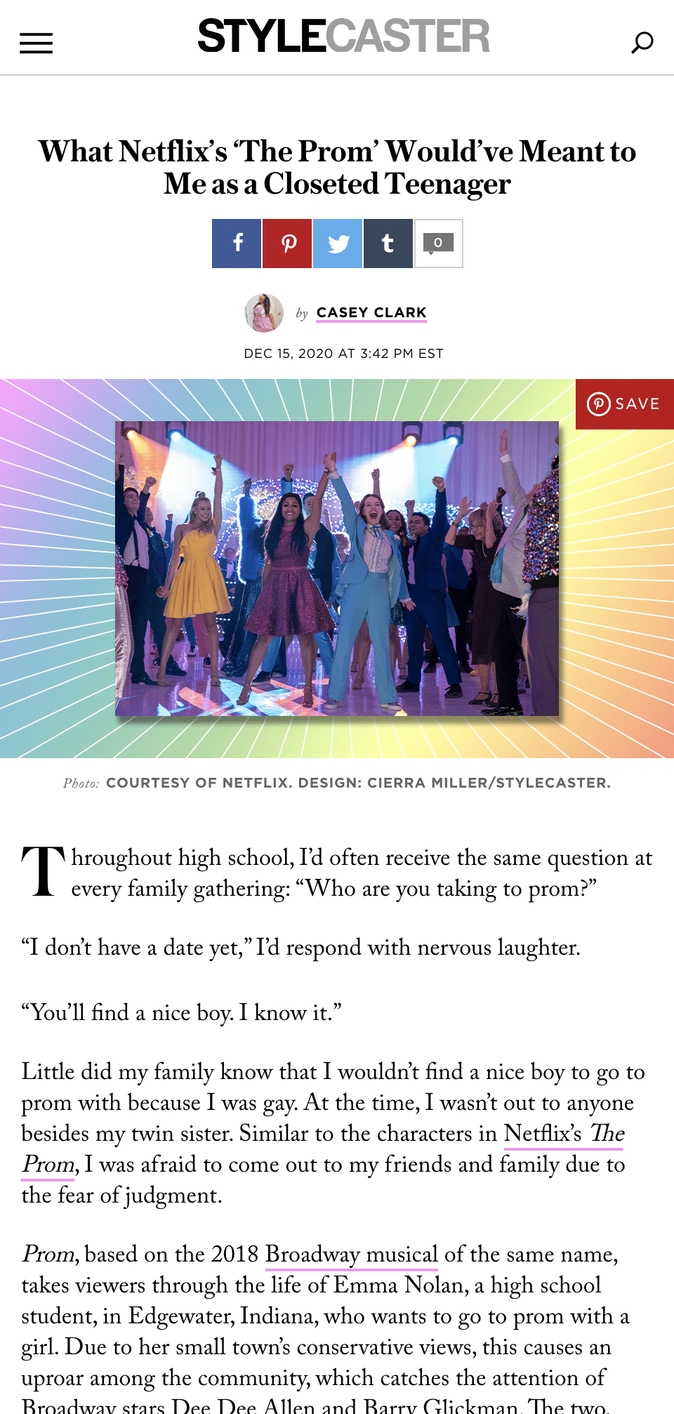 STYLECASTER
What Netflix’s ‘The Prom’ Would’ve Meant to
Me as a Closeted Teenager
0
by CASEY CLARK
DEC 15, 2020 AT 3:42 PM EST
SAVE
Photo: COURTESY OF NETFLIX. DESIGN: CIERRA MILLER/STYLECASTER.
Throughout high school, I’d often receive the same question at
every family gathering: “Who are you taking to prom?”
“I don’t have a date yet,” I’d respond with nervous laughter.
“You’ll find a nice boy. I know it.”
Little did my family know that I wouldn’t find a nice boy to go to
prom with because I was gay. At the time, I wasn’t out to anyone
besides my twin sister. Similar to the characters in Netflix’s The
Prom, I was afraid to come out to my friends and family due to
the fear of judgment.
Prom, based on the 2018 Broadway musical of the same name,
takes viewers through the life of Emma Nolan, a high school
student, in Edgewater, Indiana, who wants to go to prom with a
girl. Due to her small town’s conservative views, this causes an
uproar among the community, which catches the attention of
Broadway stars Dee Dee Allen and Barry Glickman. The two,